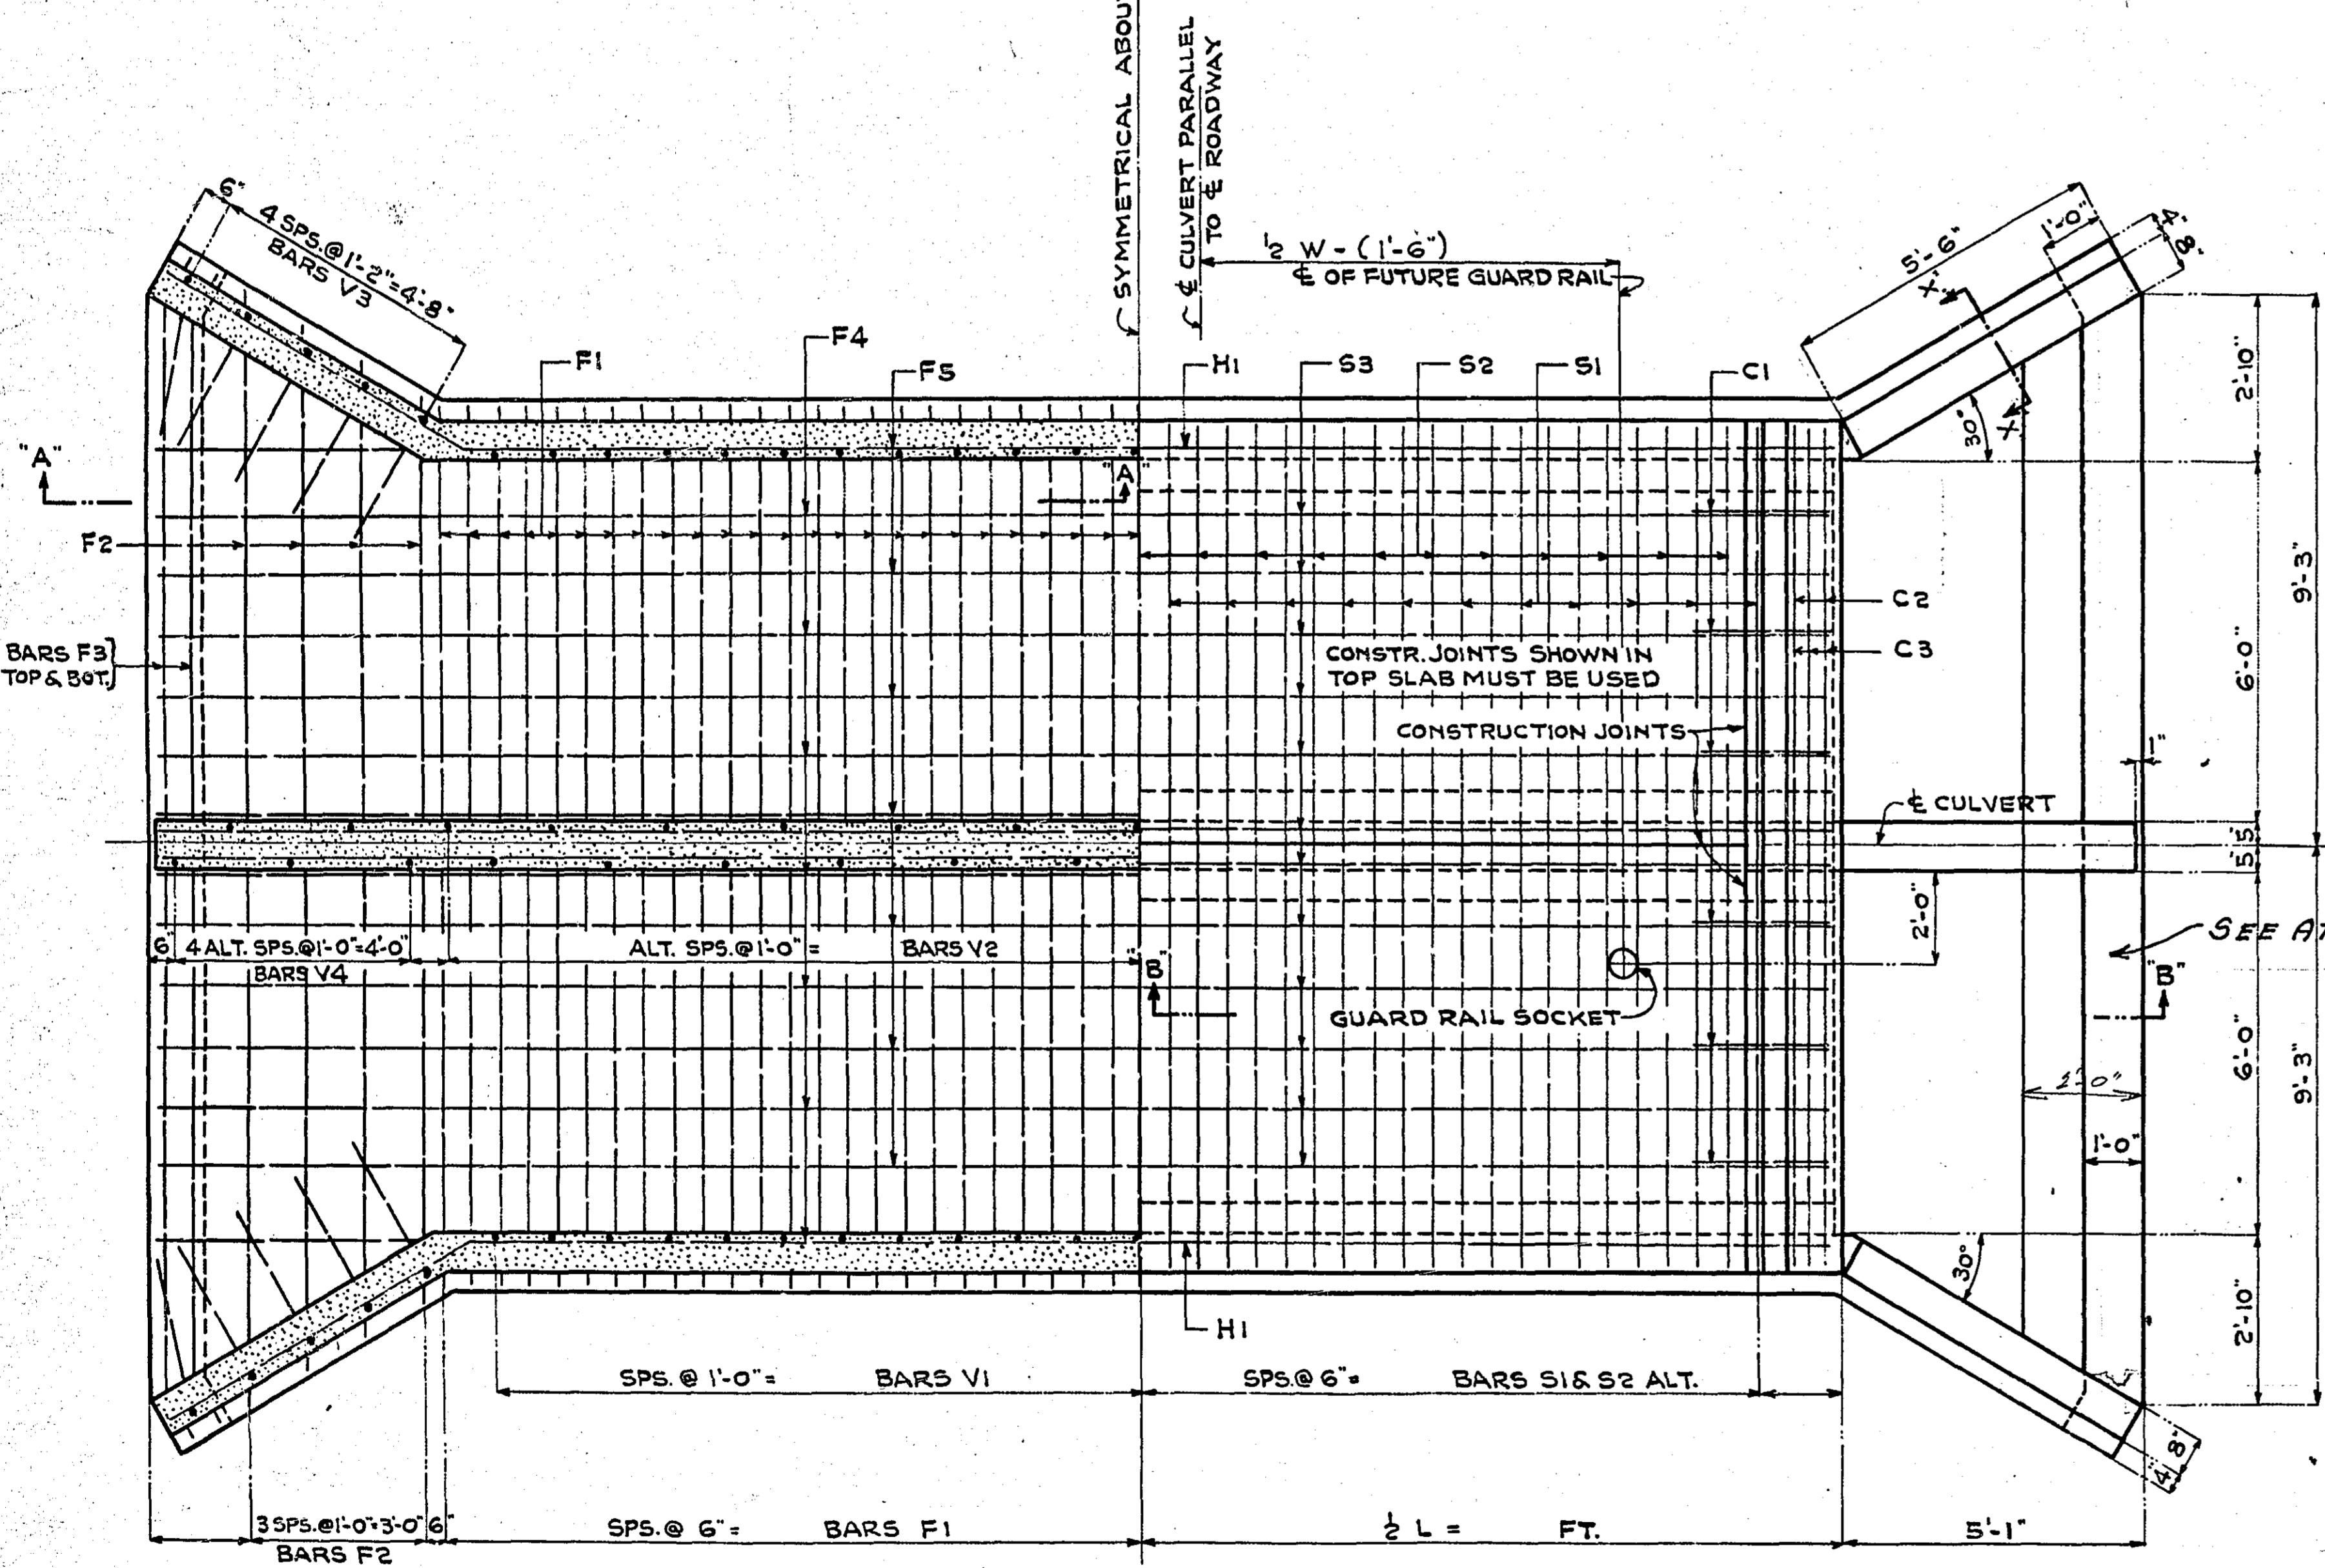 SYMMETRICAL ABOU
℄ CULVERT PARALLEL
TO ℄ ROADWAY
½ W - (1'-6")
℄ OF FUTURE GUARD RAIL
6"
4 SPS.@1'-2"=4'-8"
BARS V3
5'-6"
1'-0"
4"
8"
X
X
30°
F1
F4
F5
H1
S3
S2
S1
C1
2'-10"
"A"
"A"
F2
9'-3"
C2
C3
6'-0"
BARS F3
TOP & BOT.
CONSTR. JOINTS SHOWN IN
TOP SLAB MUST BE USED
CONSTRUCTION JOINTS
1"
℄ CULVERT
5"
5"
2'-0"
SEE
6"
4 ALT. SPS.@1'-0"=4'-0"
BARS V4
ALT. SPS.@1'-0"= BARS V2
"B"
"B"
GUARD RAIL SOCKET
6'-0"
9'-3"
2'-0"
1'-0"
30°
2'-10"
H1
SPS. @ 1'-0"= BARS V1
SPS.@ 6"= BARS S1 & S2 ALT.
8"
4"
3 SPS.@1'-0"=3'-0"
6"
BARS F2
SPS. @ 6"= BARS F1
½ L = FT.
5'-1"